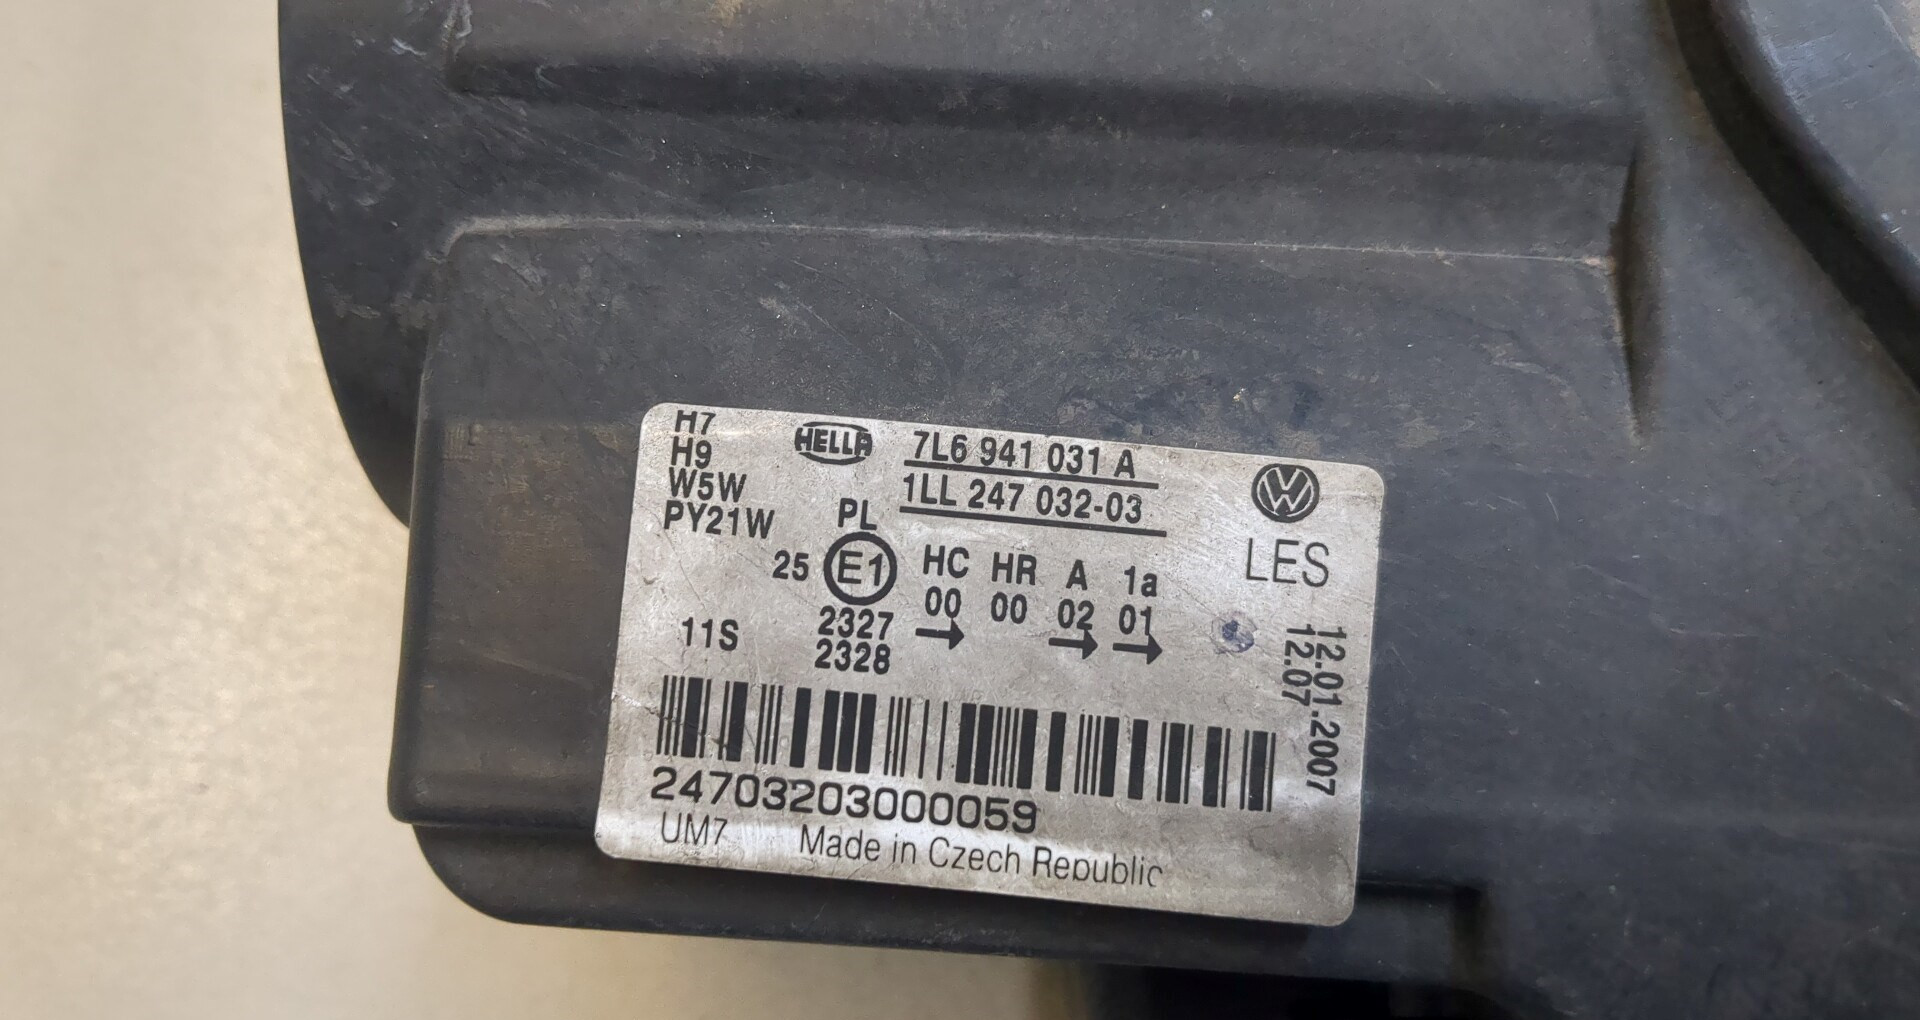 H7
H9
W5W
PY21W
HELLA
7L6 941 031 A
1LL 247 032-03
PL
25 E1
2327
2328
HC HR A 1a
00 00 02 01
11S
LES
12.01.2007
12.07
24703203000059
UM7 Made in Czech Republic